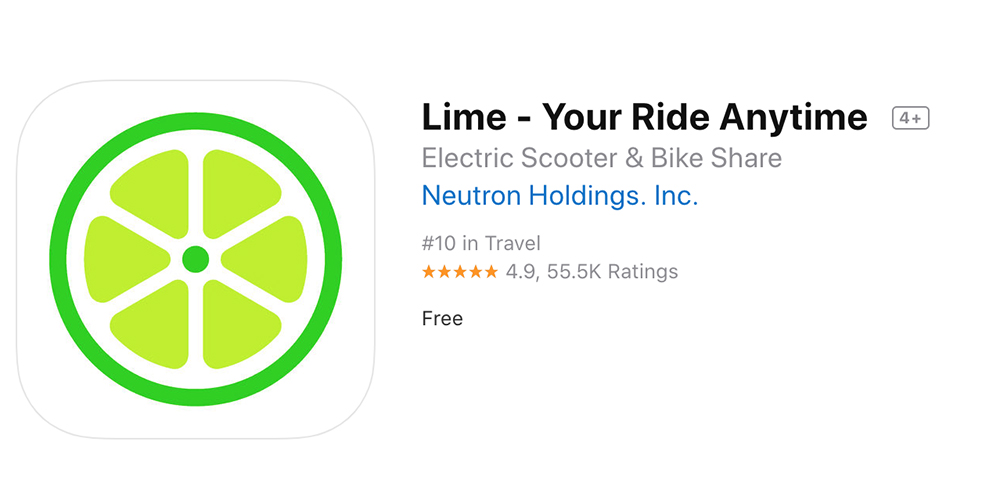 Lime - Your Ride Anytime 4+
Electric Scooter & Bike Share
Neutron Holdings. Inc.
#10 in Travel
★★★★★ 4.9, 55.5K Ratings
Free